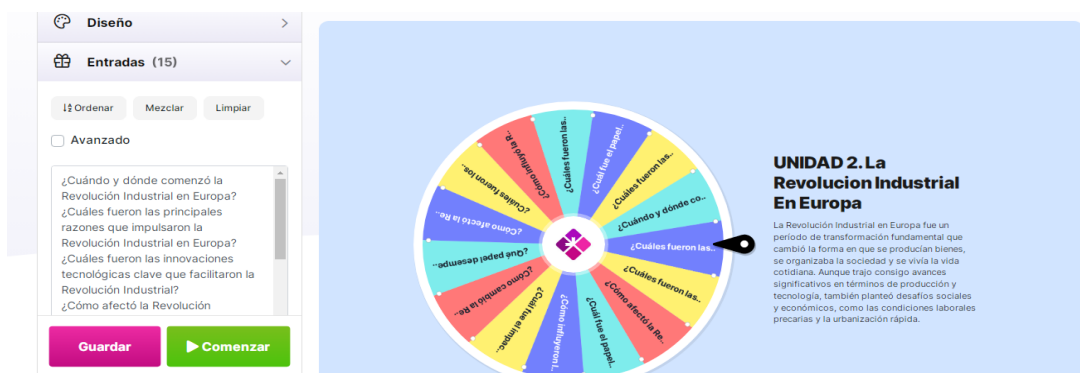 Diseño
Entradas (15)
Ordenar
Mezclar
Limpiar
Avanzado
¿Cuándo y dónde comenzó la
Revolución Industrial en Europa?
¿Cuáles fueron las principales
razones que impulsaron la
Revolución Industrial en Europa?
¿Cuáles fueron las innovaciones
tecnológicas clave que facilitaron la
Revolución Industrial?
¿Cómo afectó la Revolución
Guardar
Comenzar
¿Cuáles fueron las..
¿Cuál fue el papel..
¿Cuáles fueron las..
¿Cuándo y dónde co..
¿Cuáles fueron las..
¿Cuáles fueron las..
¿Cómo afectó la Re..
¿Cuál fue el papel..
¿Cómo influyeron l..
¿Cuál fue el impac..
¿Cómo cambió la Re..
¿Qué papel desempe..
¿Cómo afectó la Re..
¿Cuáles fueron los..
¿Cómo influyó la R..
UNIDAD 2. La
Revolucion Industrial
En Europa
La Revolución Industrial en Europa fue un
período de transformación fundamental que
cambió la forma en que se producían bienes,
se organizaba la sociedad y se vivía la vida
cotidiana. Aunque trajo consigo avances
significativos en términos de producción y
tecnología, también planteó desafíos sociales
y económicos, como las condiciones laborales
precarias y la urbanización rápida.